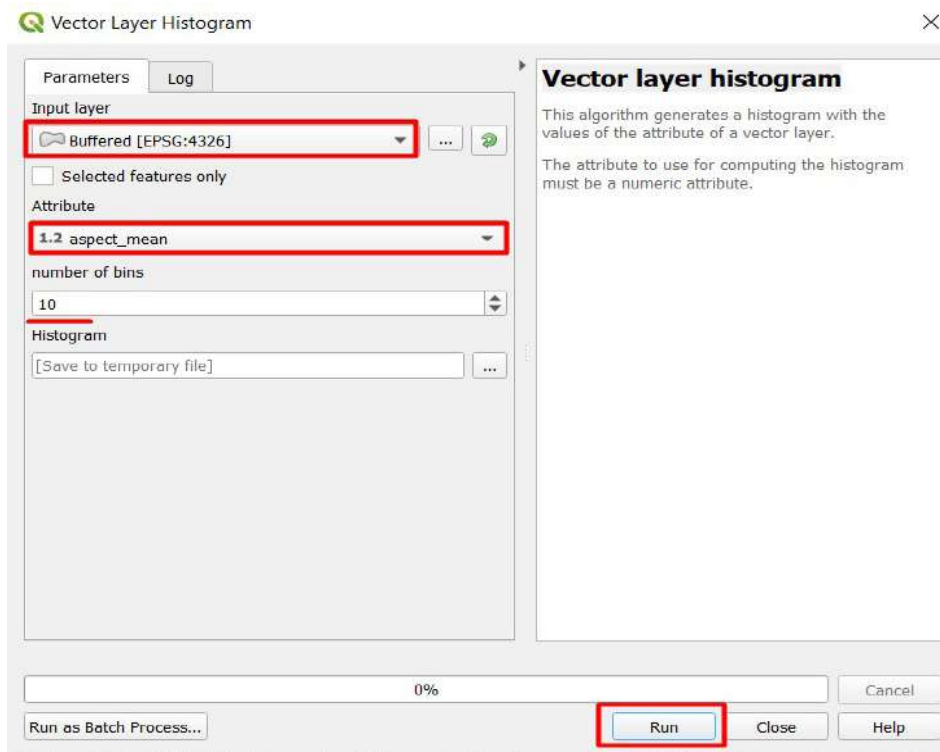 Vector Layer Histogram
Parameters
Log
Input layer
Buffered [EPSG:4326]
...
Selected features only
Attribute
1.2 aspect_mean
number of bins
10
Histogram
[Save to temporary file]
...
Vector layer histogram
This algorithm generates a histogram with the
values of the attribute of a vector layer.
The attribute to use for computing the histogram
must be a numeric attribute.
0%
Cancel
Run as Batch Process...
Run
Close
Help